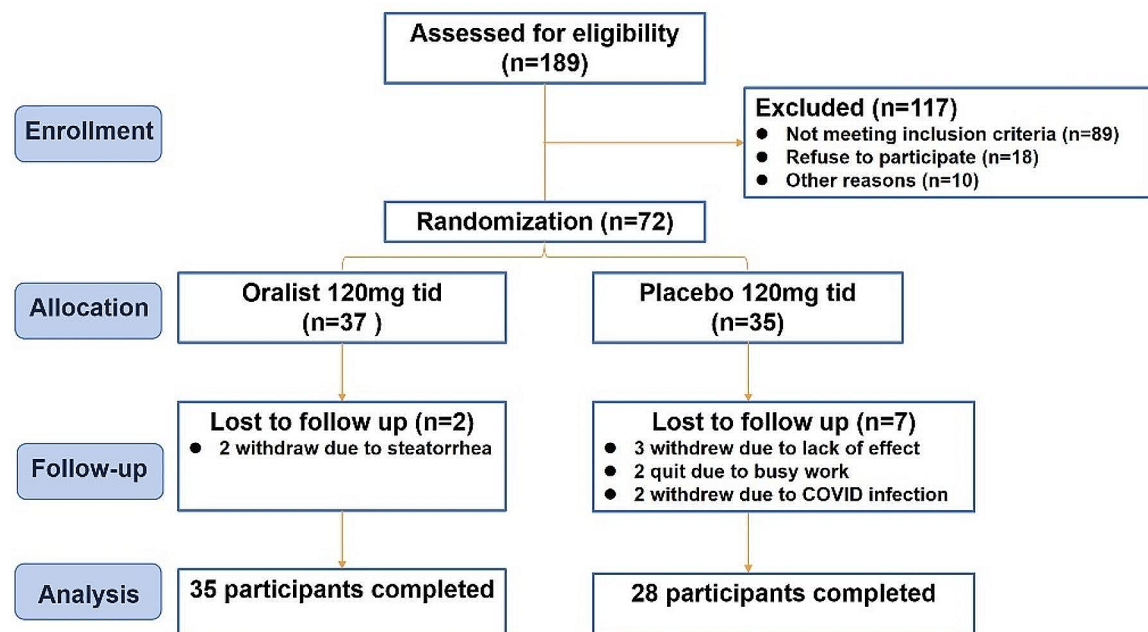 Assessed for eligibility
(n=189)
Enrollment
Excluded (n=117)
● Not meeting inclusion criteria (n=89)
● Refuse to participate (n=18)
● Other reasons (n=10)
Randomization (n=72)
Allocation
Oralist 120mg tid
(n=37 )
Placebo 120mg tid
(n=35)
Follow-up
Lost to follow up (n=2)
● 2 withdraw due to steatorrhea
Lost to follow up (n=7)
● 3 withdrew due to lack of effect
● 2 quit due to busy work
● 2 withdrew due to COVID infection
Analysis
35 participants completed
28 participants completed